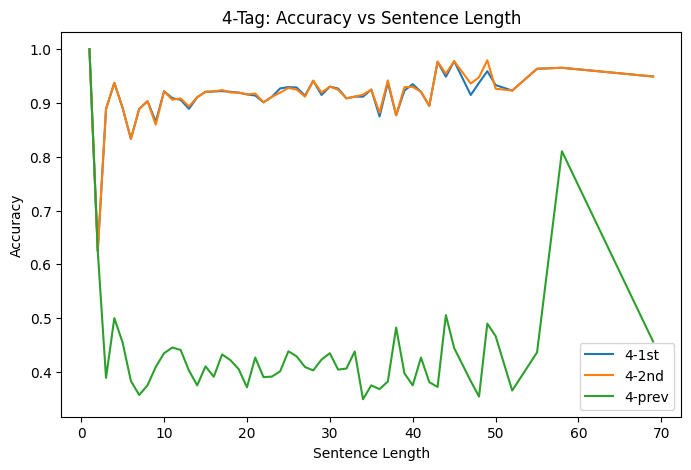 4-Tag: Accuracy vs Sentence Length
Accuracy
1.0
0.9
0.8
0.7
0.6
0.5
0.4
0 10 20 30 40 50 60 70
Sentence Length
4-1st
4-2nd
4-prev